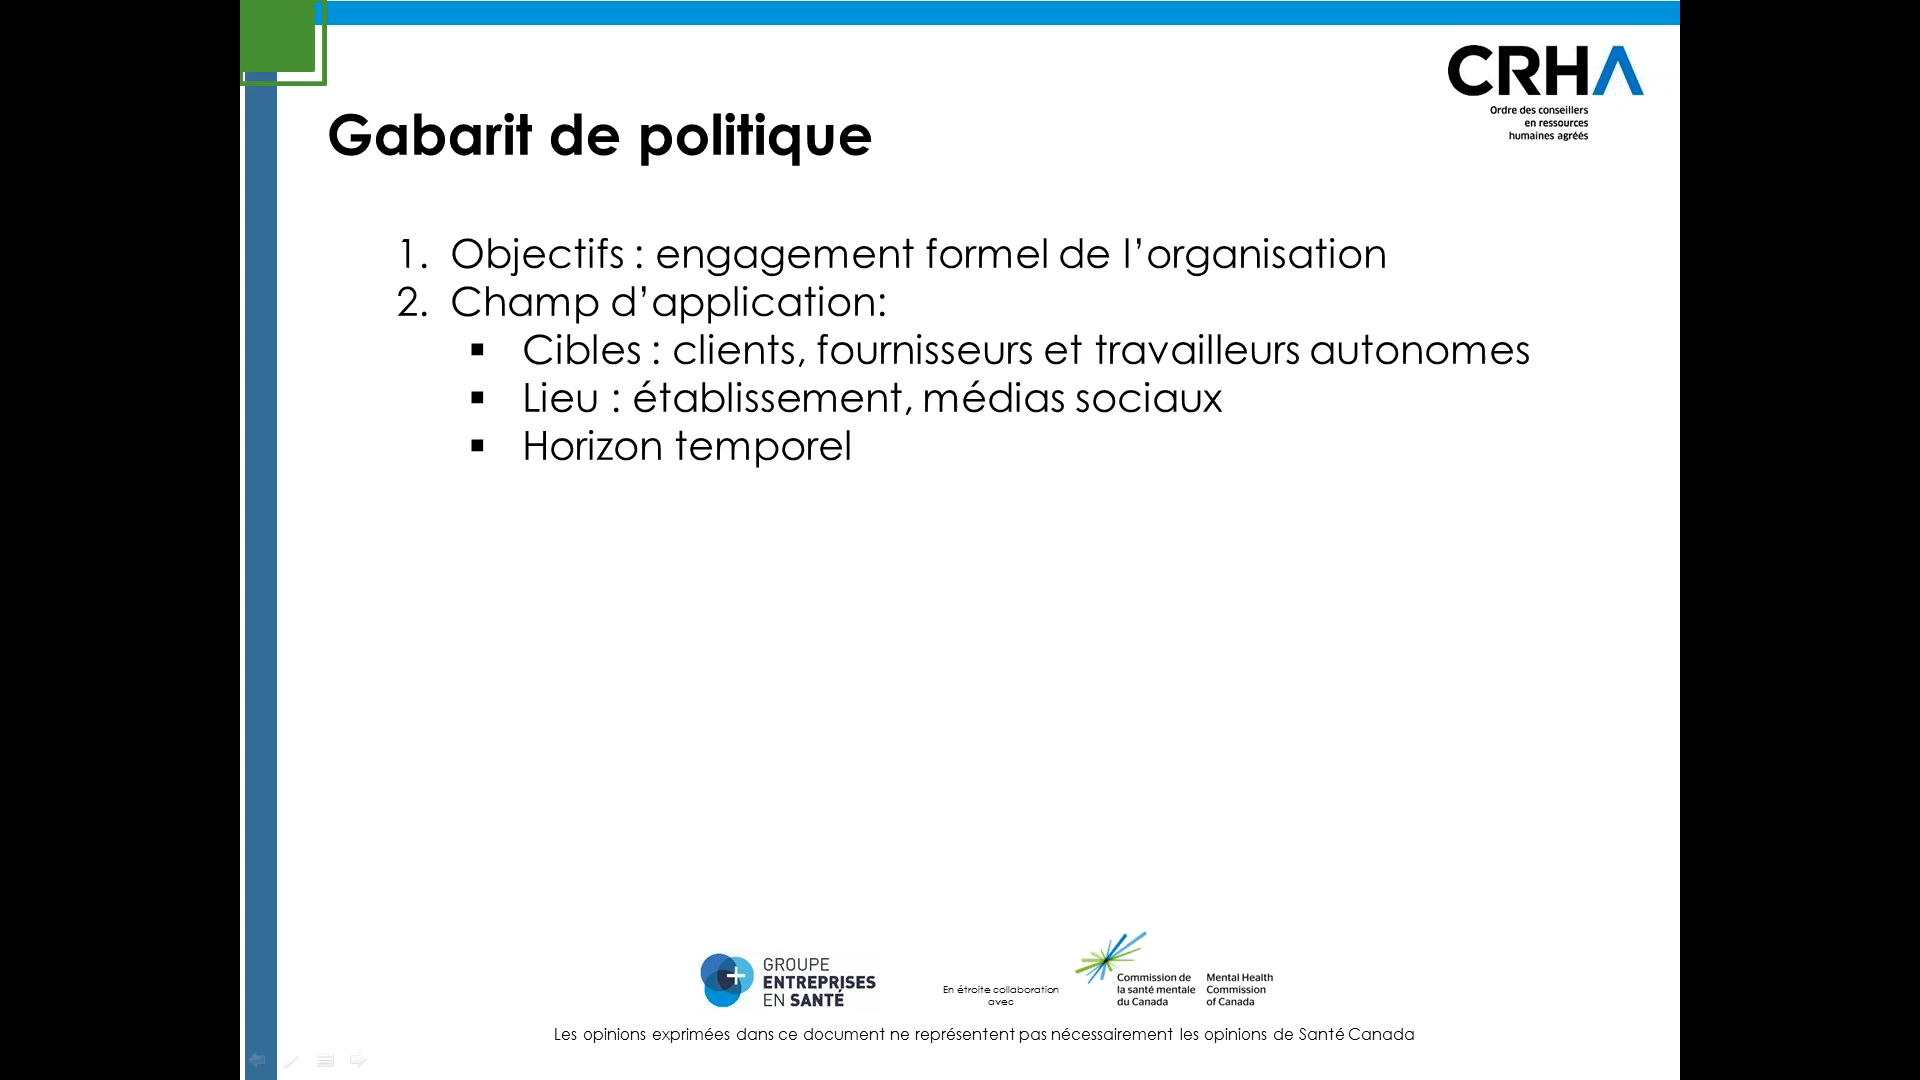 CRHA
Ordre des conseillers
en ressources
humaines agréés
Gabarit de politique
1. Objectifs : engagement formel de l’organisation
2. Champ d’application:
▪ Cibles : clients, fournisseurs et travailleurs autonomes
▪ Lieu : établissement, médias sociaux
▪ Horizon temporel
GROUPE
ENTREPRISES
EN SANTÉ
En étroite collaboration
avec
Commission de
la santé mentale
du Canada
Mental Health
Commission
of Canada
Les opinions exprimées dans ce document ne représentent pas nécessairement les opinions de Santé Canada